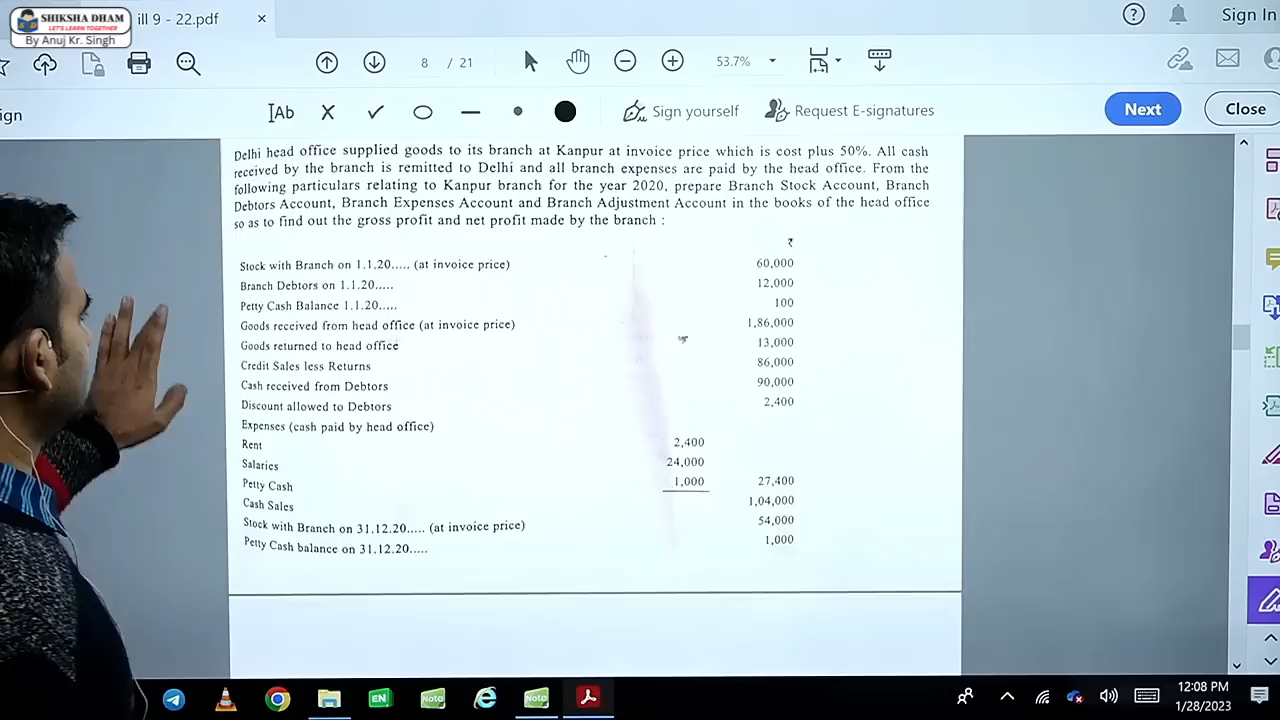 SHIKSHA DHAM
LET'S LEARN TOGETHER
By Anuj Kr. Singh
ill 9 - 22.pdf
×
Sign In
8 / 21
53.7%
ign
Ab
Sign yourself
Request E-signatures
Next
Close
Delhi head office supplied goods to its branch at Kanpur at invoice price which is cost plus 50%. All cash
received by the branch is remitted to Delhi and all branch expenses are paid by the head office. From the
following particulars relating to Kanpur branch for the year 2020, prepare Branch Stock Account, Branch
Debtors Account, Branch Expenses Account and Branch Adjustment Account in the books of the head office
so as to find out the gross profit and net profit made by the branch :
₹
Stock with Branch on 1.1.20..... (at invoice price) 60,000
Branch Debtors on 1.1.20..... 12,000
Petty Cash Balance 1.1.20..... 100
Goods received from head office (at invoice price) 1,86,000
Goods returned to head office 13,000
Credit Sales less Returns 86,000
Cash received from Debtors 90,000
Discount allowed to Debtors 2,400
Expenses (cash paid by head office)
Rent 2,400
Salaries 24,000
Petty Cash 1,000 27,400
Cash Sales 1,04,000
Stock with Branch on 31.12.20..... (at invoice price) 54,000
Petty Cash balance on 31.12.20..... 1,000
EN
Note
Note
12:08 PM
1/28/2023